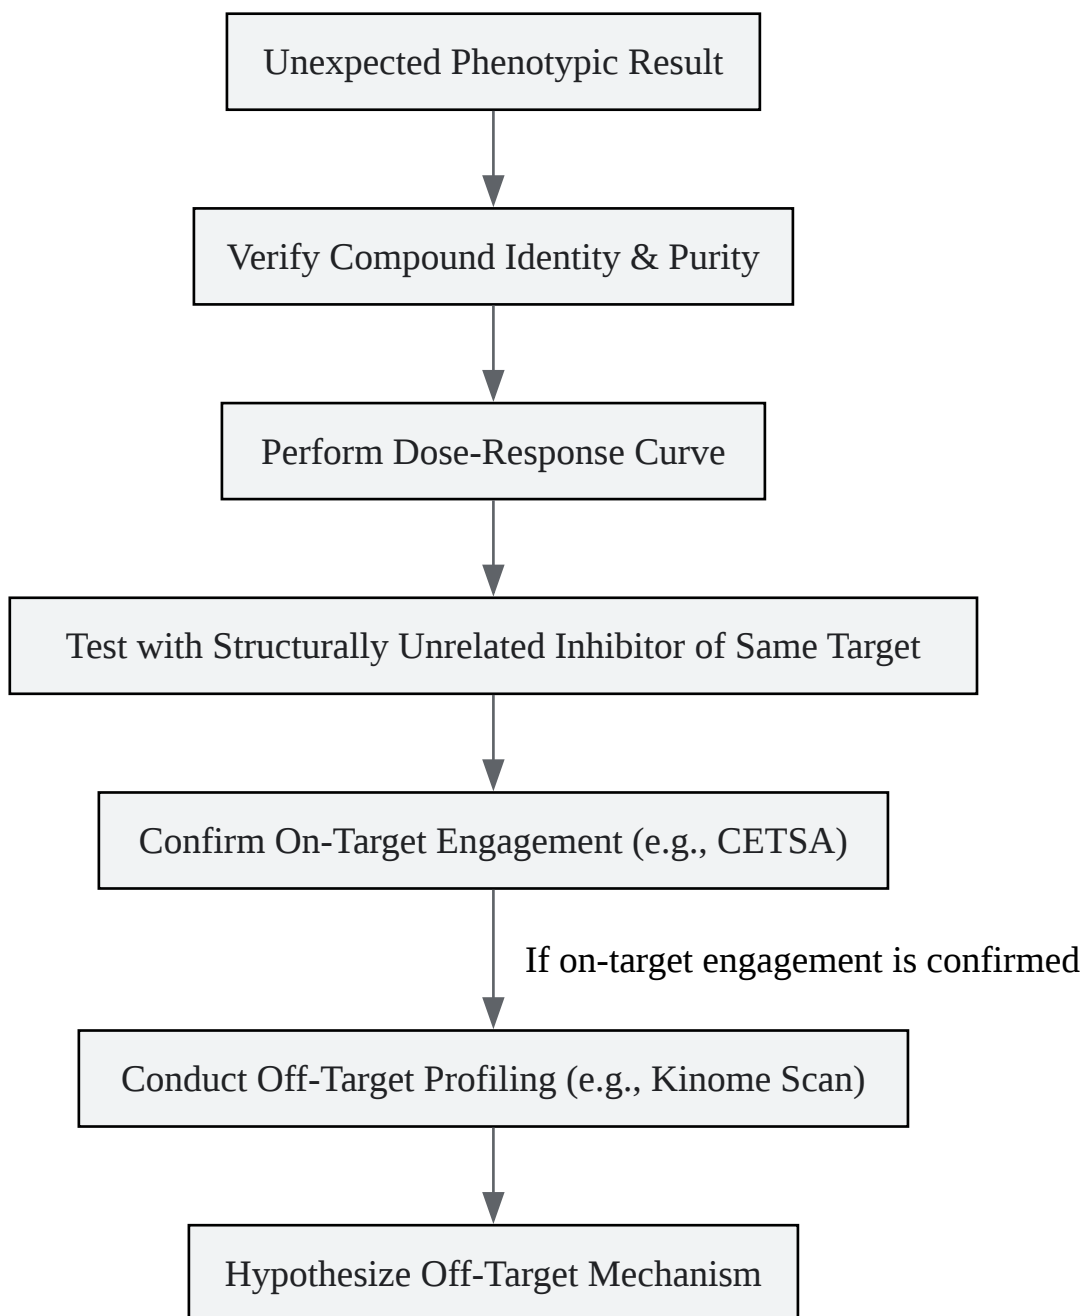 Unexpected Phenotypic Result
Verify Compound Identity & Purity
Perform Dose-Response Curve
Test with Structurally Unrelated Inhibitor of Same Target
Confirm On-Target Engagement (e.g., CETSA)
If on-target engagement is confirmed
Conduct Off-Target Profiling (e.g., Kinome Scan)
Hypothesize Off-Target Mechanism